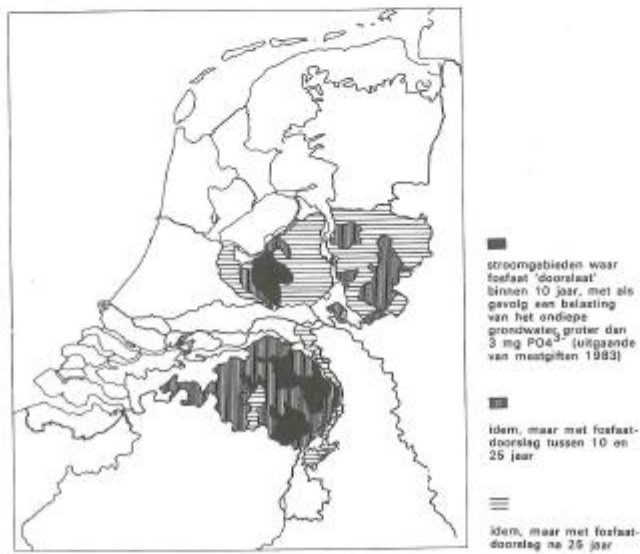 stroomgebieden waar
fosfaat 'doorslaat'
binnen 10 jaar, met als
gevolg een belasting
van het ondiepe
grondwater groter dan
3 mg PO4³⁻ (uitgaande
van mestgiften 1983)
idem, maar met fosfaat-
doorslag tussen 10 en
25 jaar
idem, maar met fosfaat-
doorslag na 25 jaar